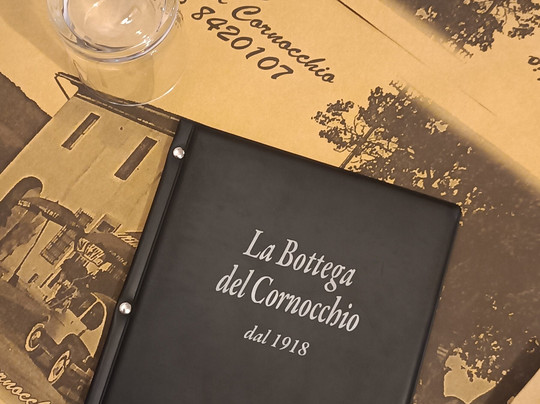 Cornocchio
8420107
La Bottega
del Cornocchio
dal 1918